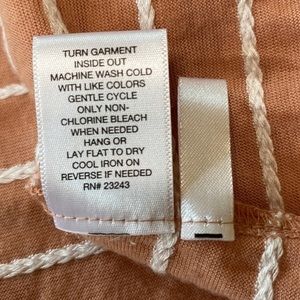 TURN GARMENT
INSIDE OUT
MACHINE WASH COLD
WITH LIKE COLORS
GENTLE CYCLE
ONLY NON-
CHLORINE BLEACH
WHEN NEEDED
HANG OR
LAY FLAT TO DRY
COOL IRON ON
REVERSE IF NEEDED
RN# 23243